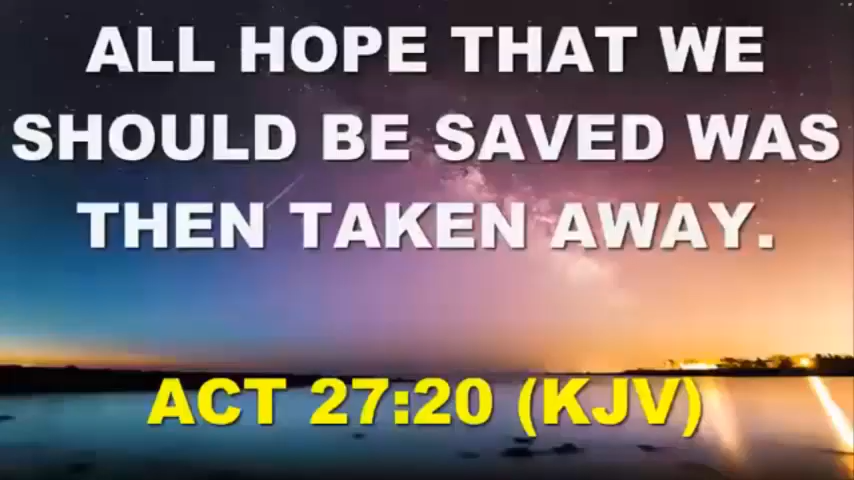 ALL HOPE THAT WE
SHOULD BE SAVED WAS
THEN TAKEN AWAY.
ACT 27:20 (KJV)